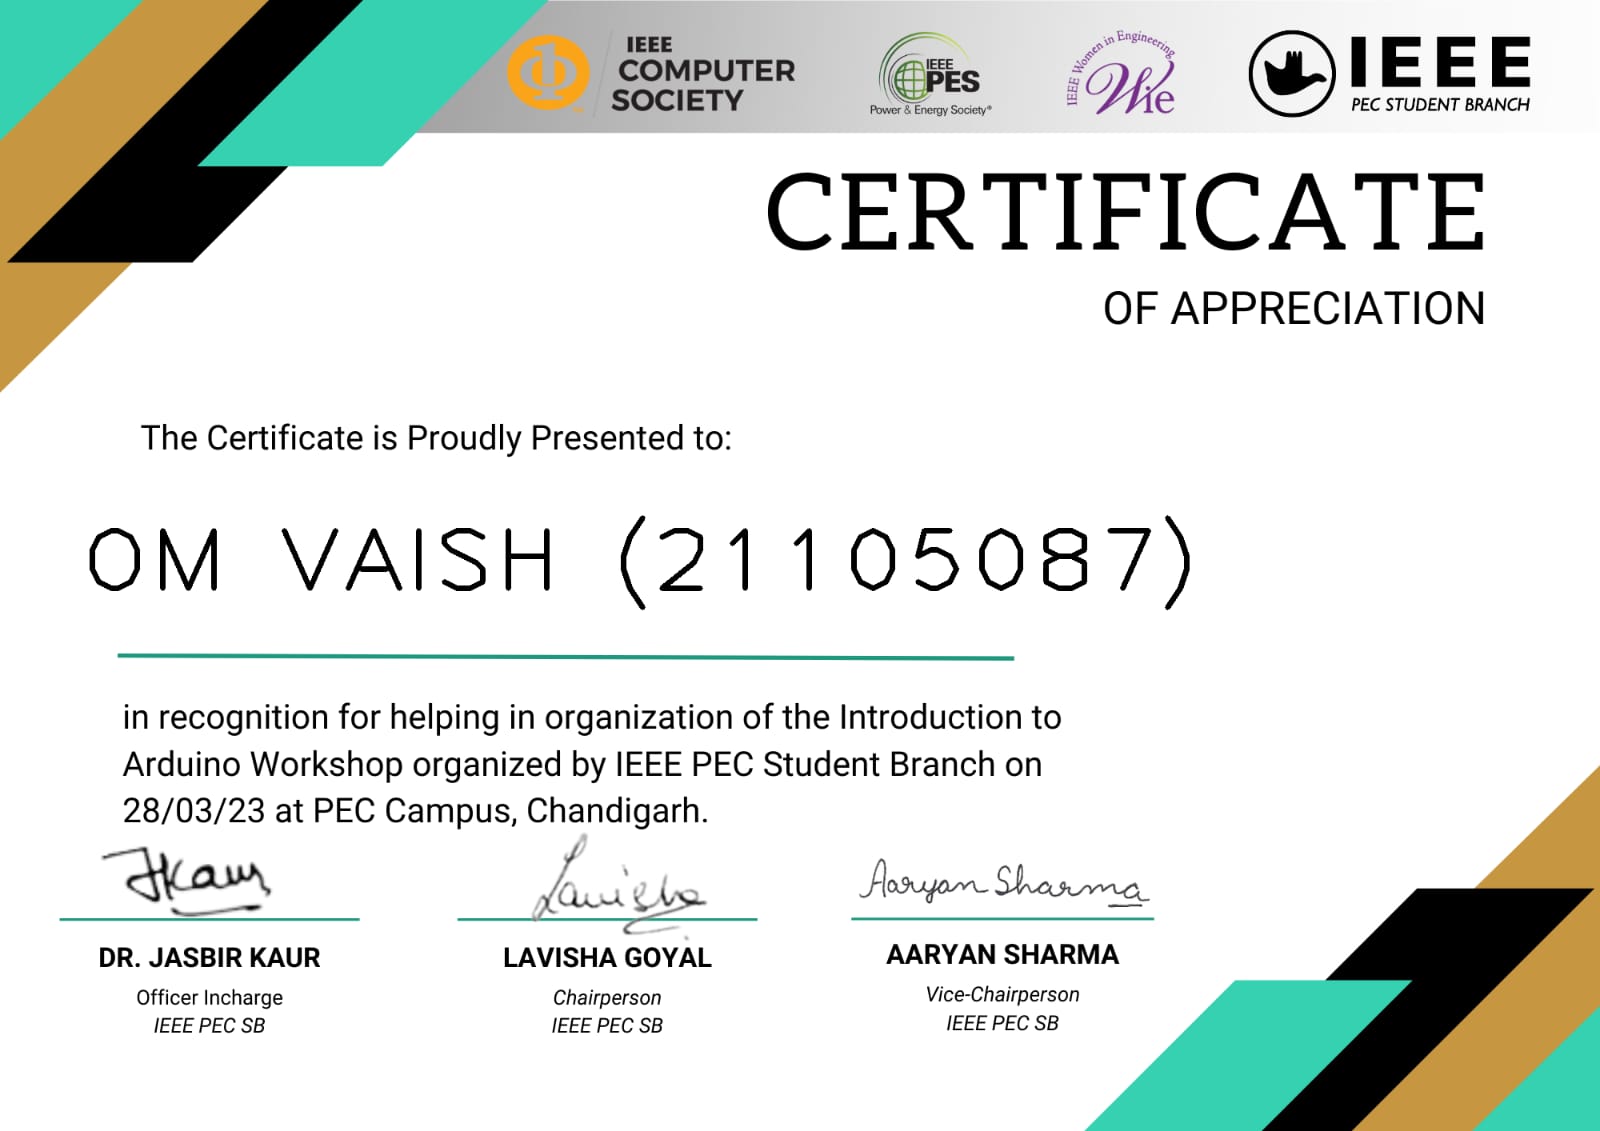 IEEE
COMPUTER
SOCIETY
IEEE
PES
Power & Energy Society®
IEEE Women in Engineering
Wie
IEEE
PEC STUDENT BRANCH
CERTIFICATE
OF APPRECIATION
The Certificate is Proudly Presented to:
OM VAISH (21105087)
in recognition for helping in organization of the Introduction to
Arduino Workshop organized by IEEE PEC Student Branch on
28/03/23 at PEC Campus, Chandigarh.
JKaur
Lavisha
Aaryan Sharma
DR. JASBIR KAUR
Officer Incharge
IEEE PEC SB
LAVISHA GOYAL
Chairperson
IEEE PEC SB
AARYAN SHARMA
Vice-Chairperson
IEEE PEC SB